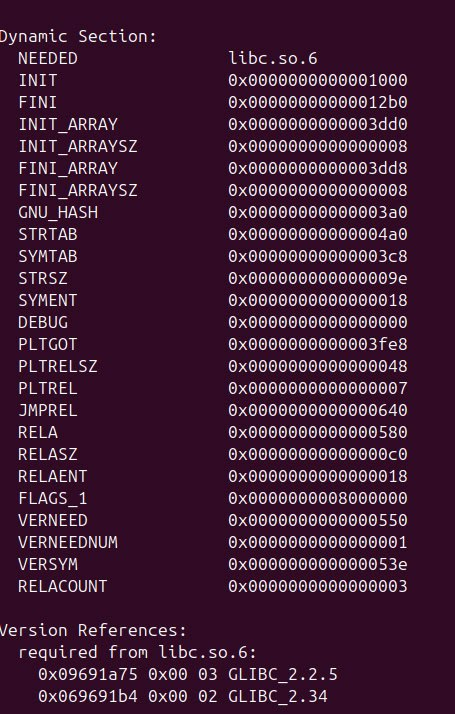 Dynamic Section:
  NEEDED               libc.so.6
  INIT                 0x0000000000001000
  FINI                 0x00000000000012b0
  INIT_ARRAY           0x0000000000003dd0
  INIT_ARRAYSZ         0x0000000000000008
  FINI_ARRAY           0x0000000000003dd8
  FINI_ARRAYSZ         0x0000000000000008
  GNU_HASH             0x00000000000003a0
  STRTAB               0x00000000000004a0
  SYMTAB               0x00000000000003c8
  STRSZ                0x000000000000009e
  SYMENT               0x0000000000000018
  DEBUG                0x0000000000000000
  PLTGOT               0x0000000000003fe8
  PLTRELSZ             0x0000000000000048
  PLTREL               0x0000000000000007
  JMPREL               0x0000000000000640
  RELA                 0x0000000000000580
  RELASZ               0x00000000000000c0
  RELAENT              0x0000000000000018
  FLAGS_1              0x0000000008000000
  VERNEED              0x0000000000000550
  VERNEEDNUM           0x0000000000000001
  VERSYM               0x000000000000053e
  RELACOUNT            0x0000000000000003
Version References:
  required from libc.so.6:
    0x09691a75 0x00 03 GLIBC_2.2.5
    0x069691b4 0x00 02 GLIBC_2.34